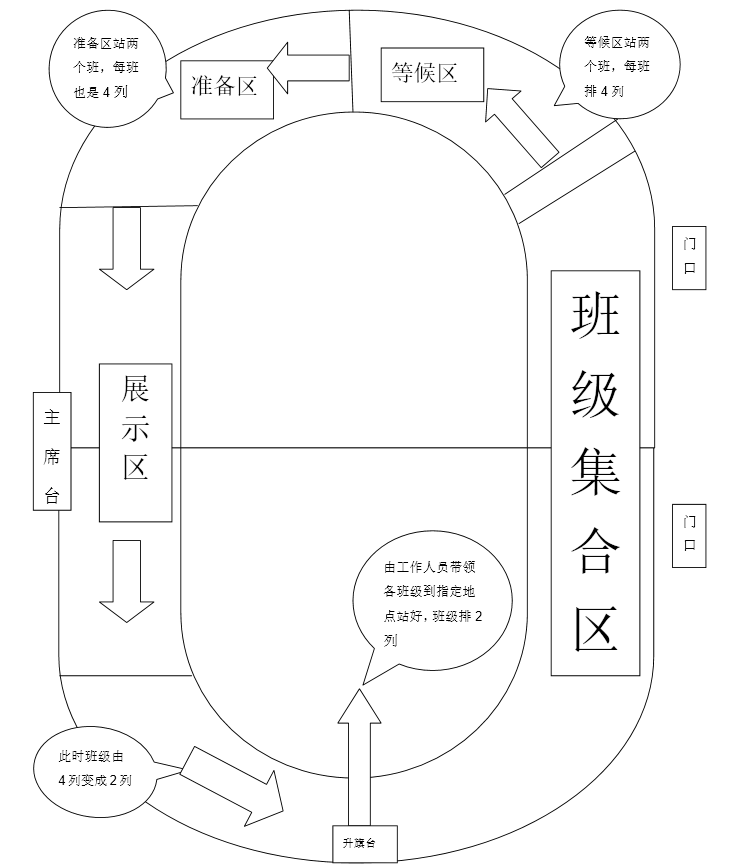 准备区站两
个班，每班
也是 4 列
准备区
等候区
等候区站两
个班，每班
排 4 列
门
口
班
级
集
合
区
展
示
区
主
席
台
门
口
由工作人员带领
各班级到指定地
点站好，班级排 2
列
此时班级由
4 列变成 2 列
升旗台